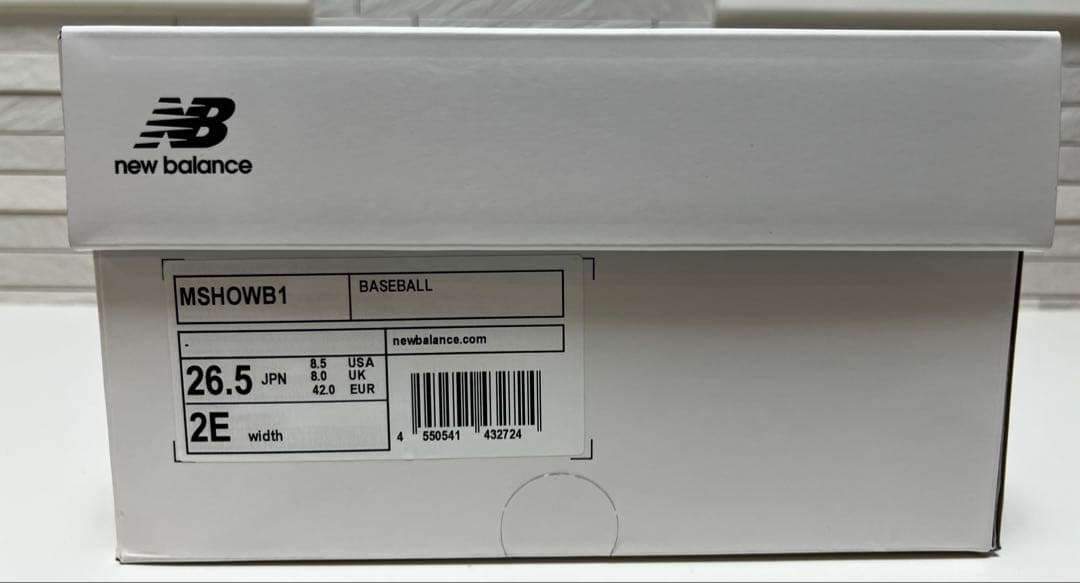 NB
new balance
MSHOWB1
BASEBALL
-
newbalance.com
26.5 JPN
8.5 USA
8.0 UK
42.0 EUR
2E width
4 550541 432724